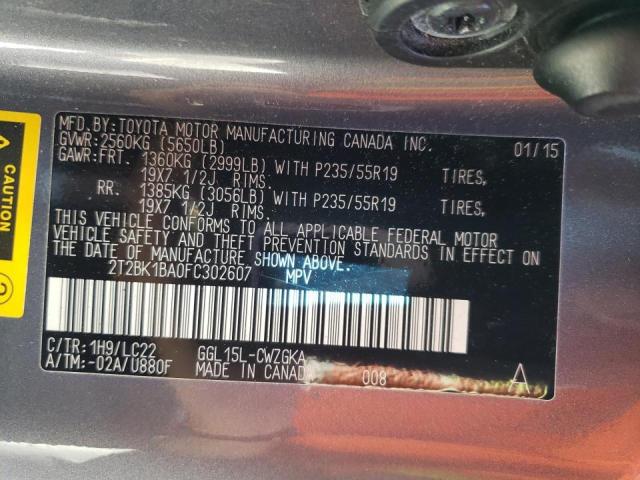 MFD.BY:TOYOTA MOTOR MANUFACTURING CANADA INC. 01/15
GVWR:2560KG (5650LB)
GAWR:FRT. 1360KG (2999LB) WITH P235/55R19 TIRES,
19X7 1/2J RIMS.
RR. 1385KG (3056LB) WITH P235/55R19 TIRES,
19X7 1/2J RIMS.
THIS VEHICLE CONFORMS TO ALL APPLICABLE FEDERAL MOTOR
VEHICLE SAFETY AND THEFT PREVENTION STANDARDS IN EFFECT ON
THE DATE OF MANUFACTURE SHOWN ABOVE.
2T2BK1BA0FC302607 MPV
C/TR:1H9/LC22 GGL15L-CWZGKA
A/TM:-02A/U880F MADE IN CANADA 008 A
CAUTION